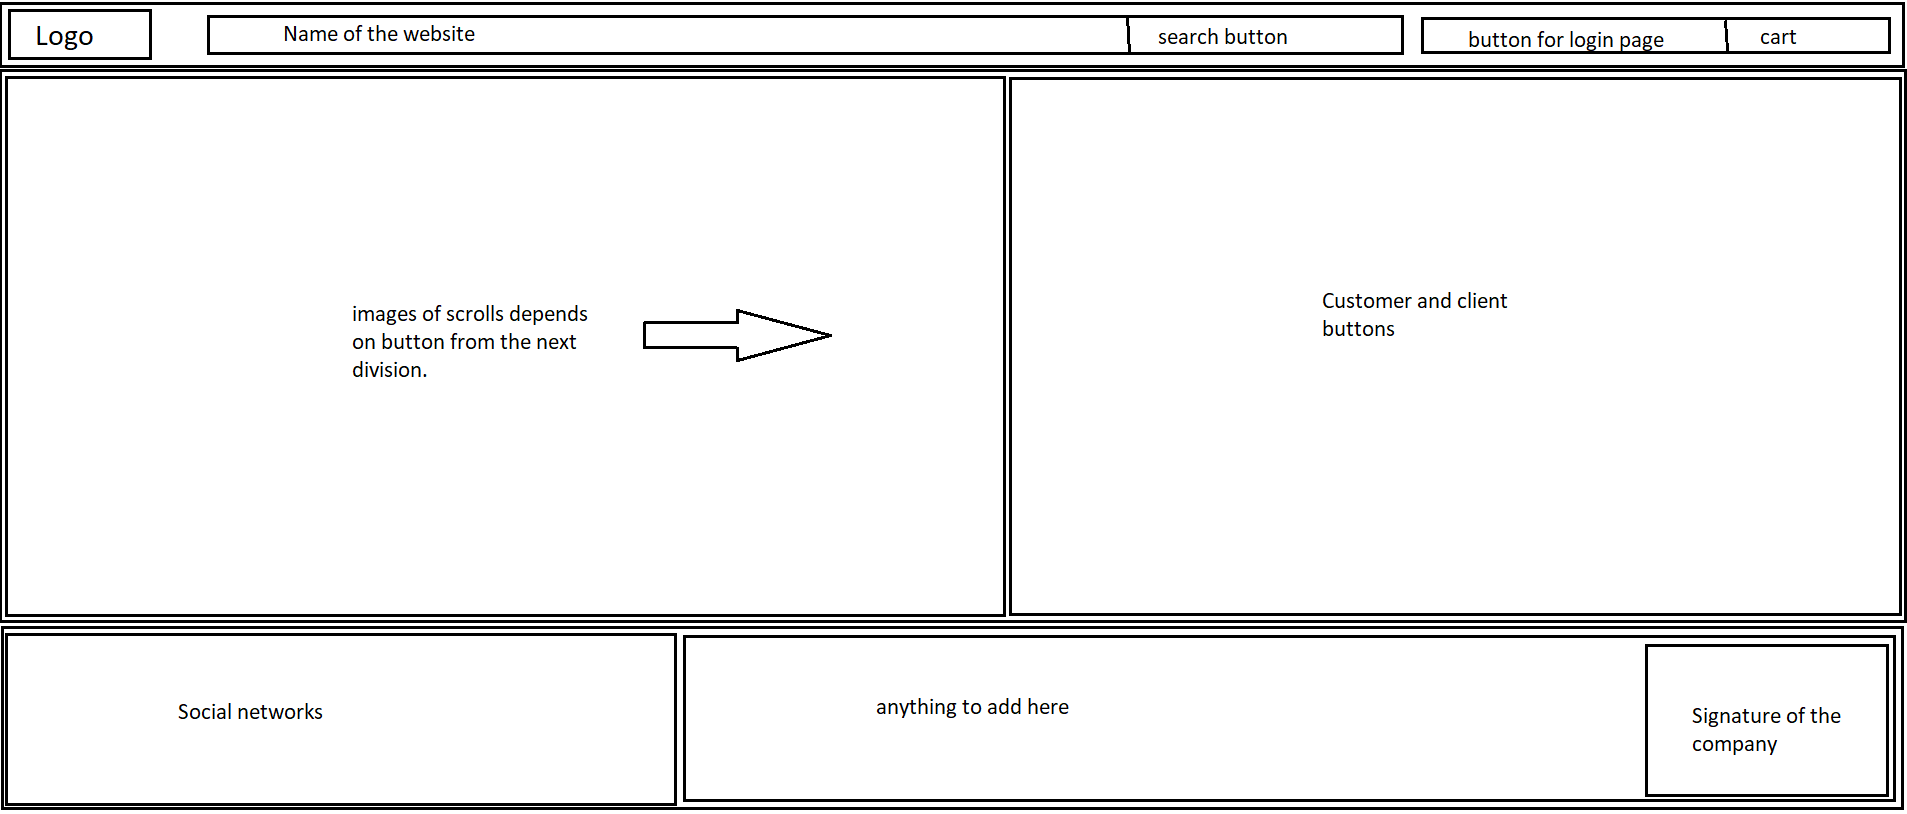 Logo
Name of the website
search button
button for login page
cart
images of scrolls depends
on button from the next
division.
Customer and client
buttons
Social networks
anything to add here
Signature of the
company